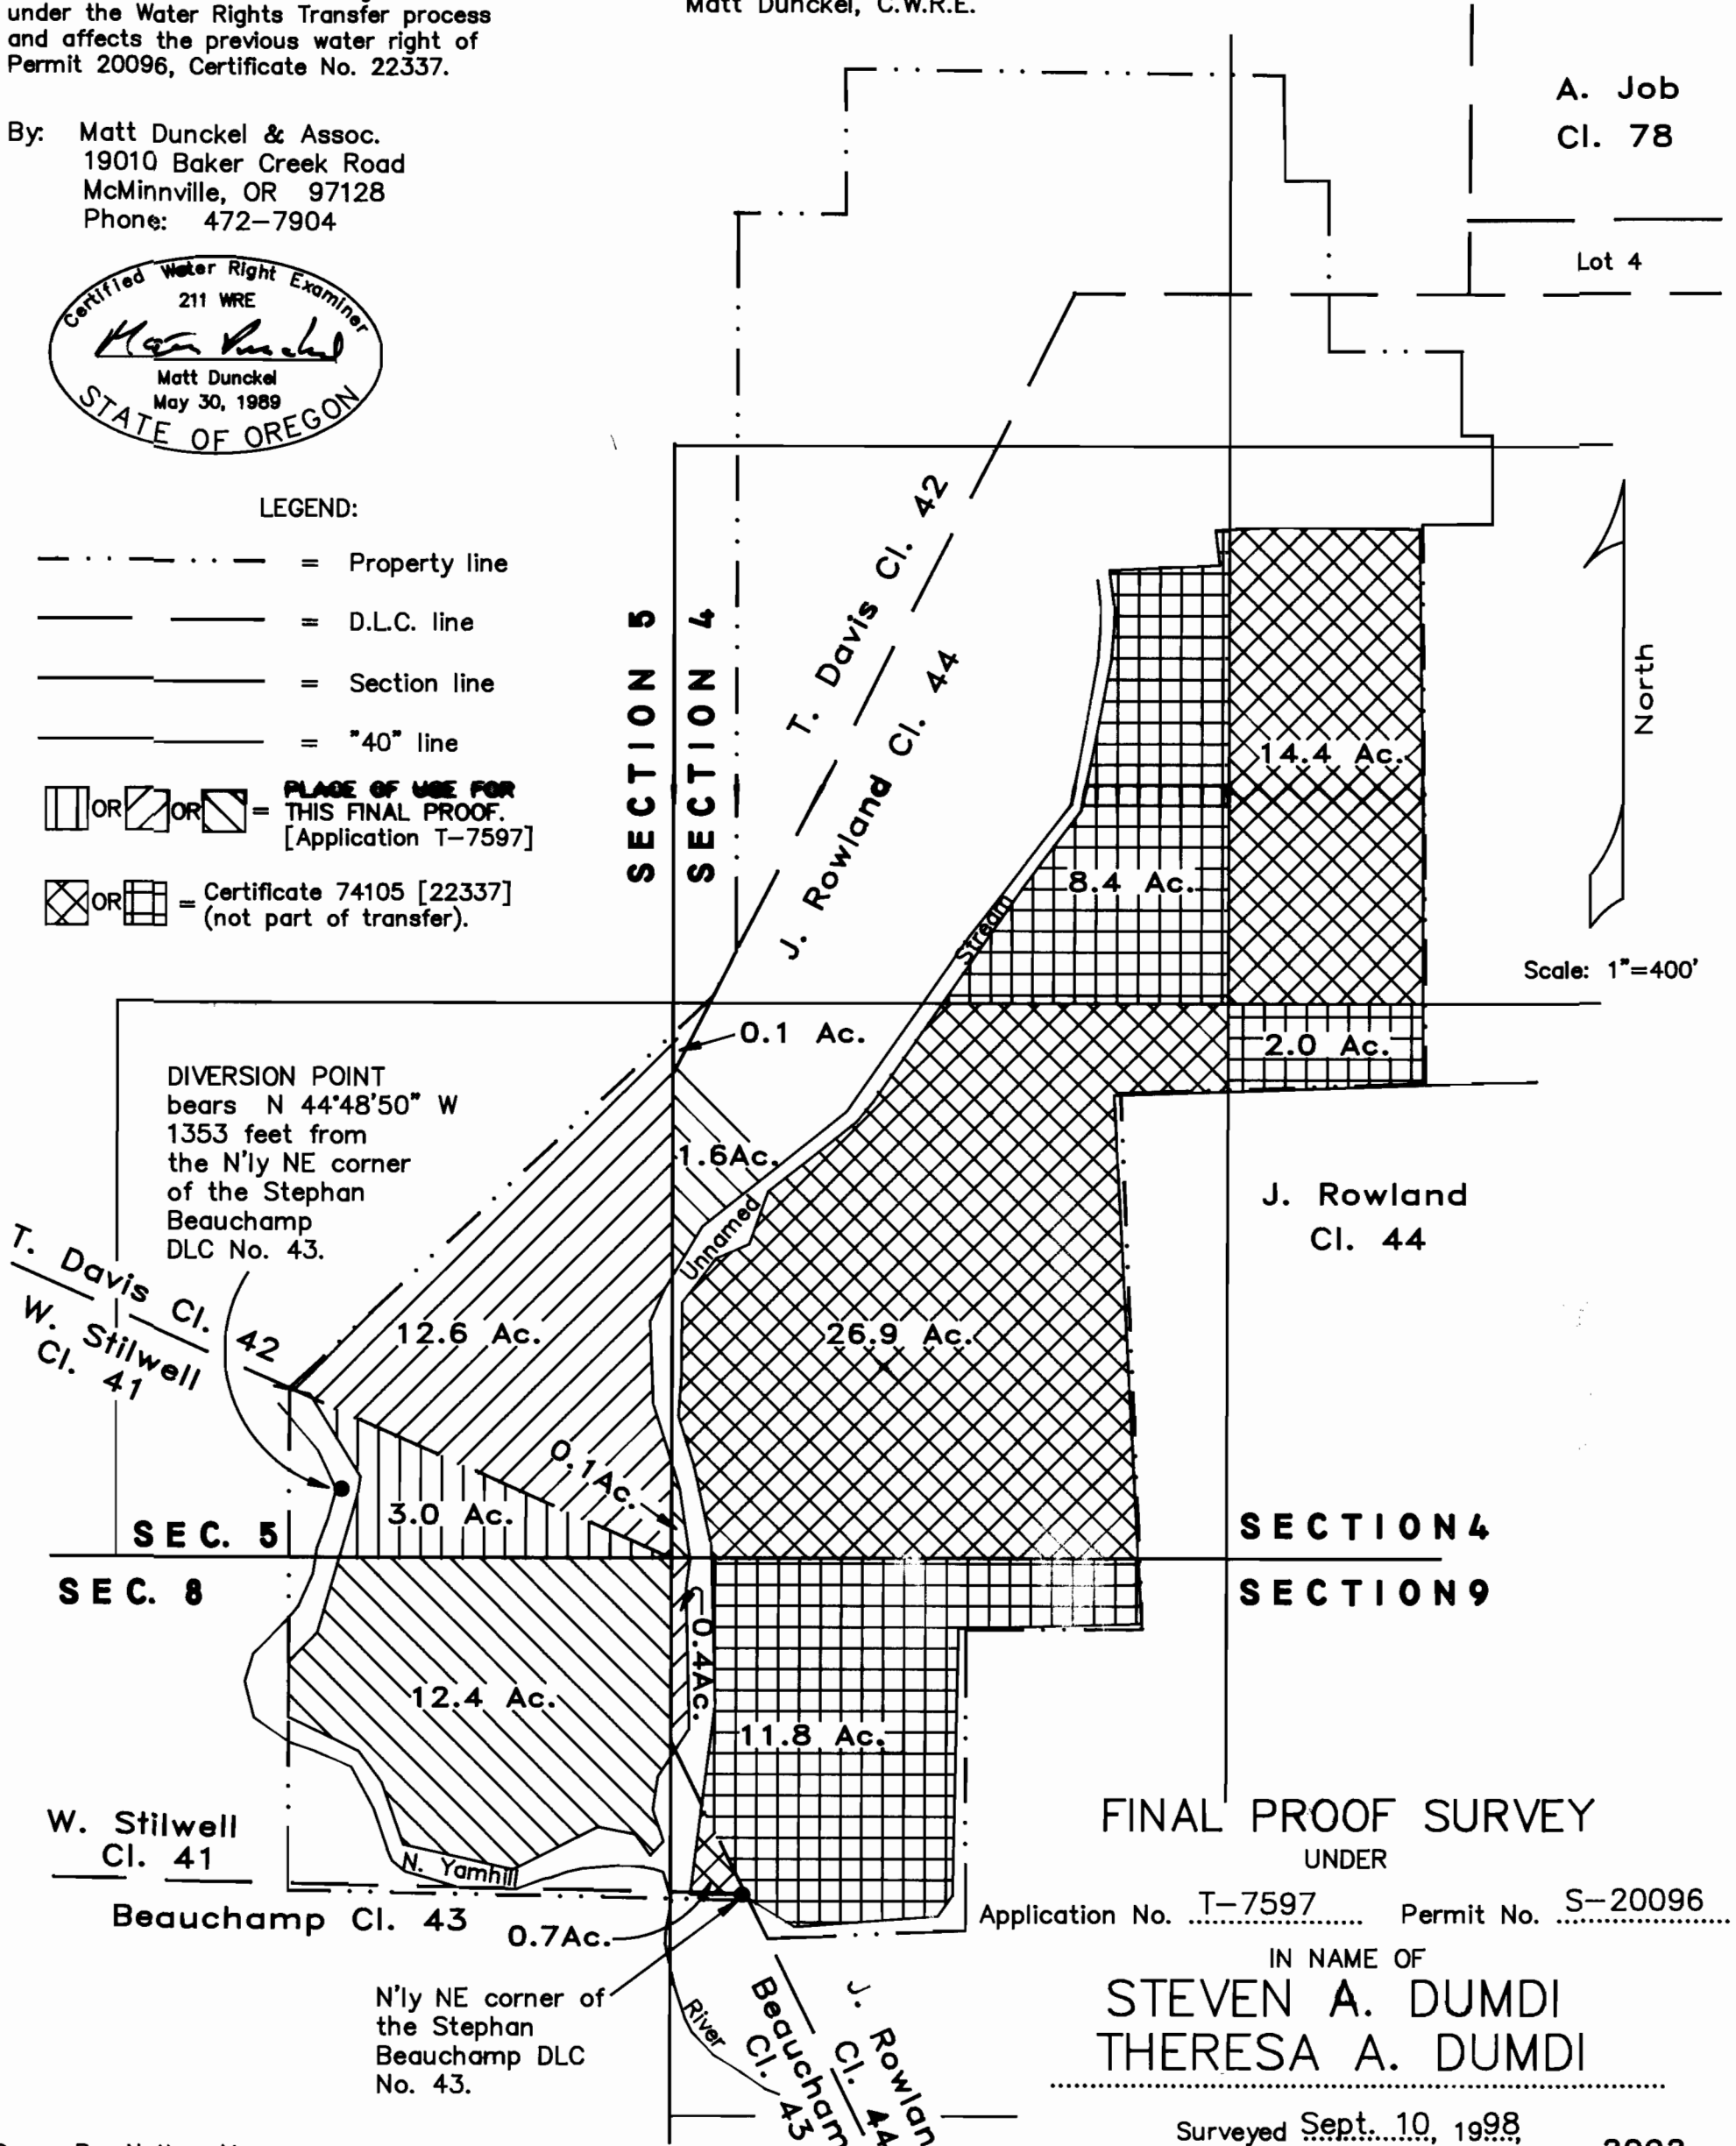 under the Water Rights Transfer process
and affects the previous water right of
Permit 20096, Certificate No. 22337.
Matt Dunckel, C.W.R.E.
By: Matt Dunckel & Assoc.
19010 Baker Creek Road
McMinnville, OR 97128
Phone: 472-7904
Certified Water Right Examiner
211 WRE
Matt Dunckel
May 30, 1989
STATE OF OREGON
A. Job
Cl. 78
Lot 4
LEGEND:
= Property line
= D.L.C. line
= Section line
= "40" line
OR OR = PLACE OF USE FOR
THIS FINAL PROOF.
[Application T-7597]
OR = Certificate 74105 [22337]
(not part of transfer).
SECTION 5
SECTION 4
T. Davis Cl. 42
J. Rowland Cl. 44
North
Scale: 1"=400'
14.4 Ac.
8.4 Ac.
Stream
0.1 Ac.
2.0 Ac.
DIVERSION POINT
bears N 44°48'50" W
1353 feet from
the N'ly NE corner
of the Stephan
Beauchamp
DLC No. 43.
1.6Ac.
Unnamed
J. Rowland
Cl. 44
T. Davis Cl. 42
W. Stilwell
Cl. 41
12.6 Ac.
26.9 Ac.
0.1Ac.
3.0 Ac.
SEC. 5
SECTION4
SEC. 8
SECTION9
0.4Ac.
12.4 Ac.
11.8 Ac.
W. Stilwell
Cl. 41
N. Yamhill
Beauchamp Cl. 43
0.7Ac.
N'ly NE corner of
the Stephan
Beauchamp DLC
No. 43.
River
Beauchamp
Cl. 43
J. Rowlan
Cl. 44
FINAL PROOF SURVEY
UNDER
Application No. T-7597 Permit No. S-20096
IN NAME OF
STEVEN A. DUMDI
THERESA A. DUMDI
Surveyed Sept. 10, 1998,